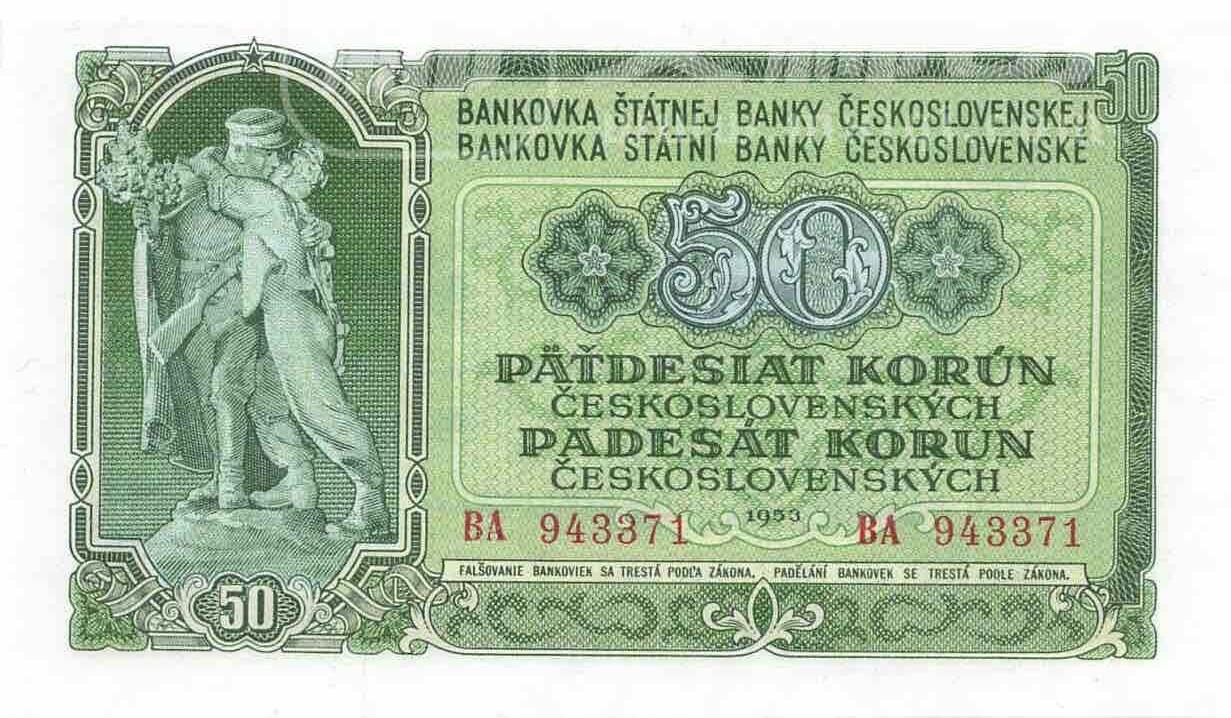 50
BANKOVKA ŠTÁTNEJ BANKY ČESKOSLOVENSKEJ
BANKOVKA STÁTNÍ BANKY ČESKOSLOVENSKÉ
50
PÄŤDESIAT KORÚN
ČESKOSLOVENSKÝCH
PADESÁT KORUN
ČESKOSLOVENSKÝCH
1953
BA 943371 BA 943371
FALŠOVANIE BANKOVIEK SA TRESTÁ PODĽA ZÁKONA. PADĚLÁNÍ BANKOVEK SE TRESTÁ PODLE ZÁKONA.
50